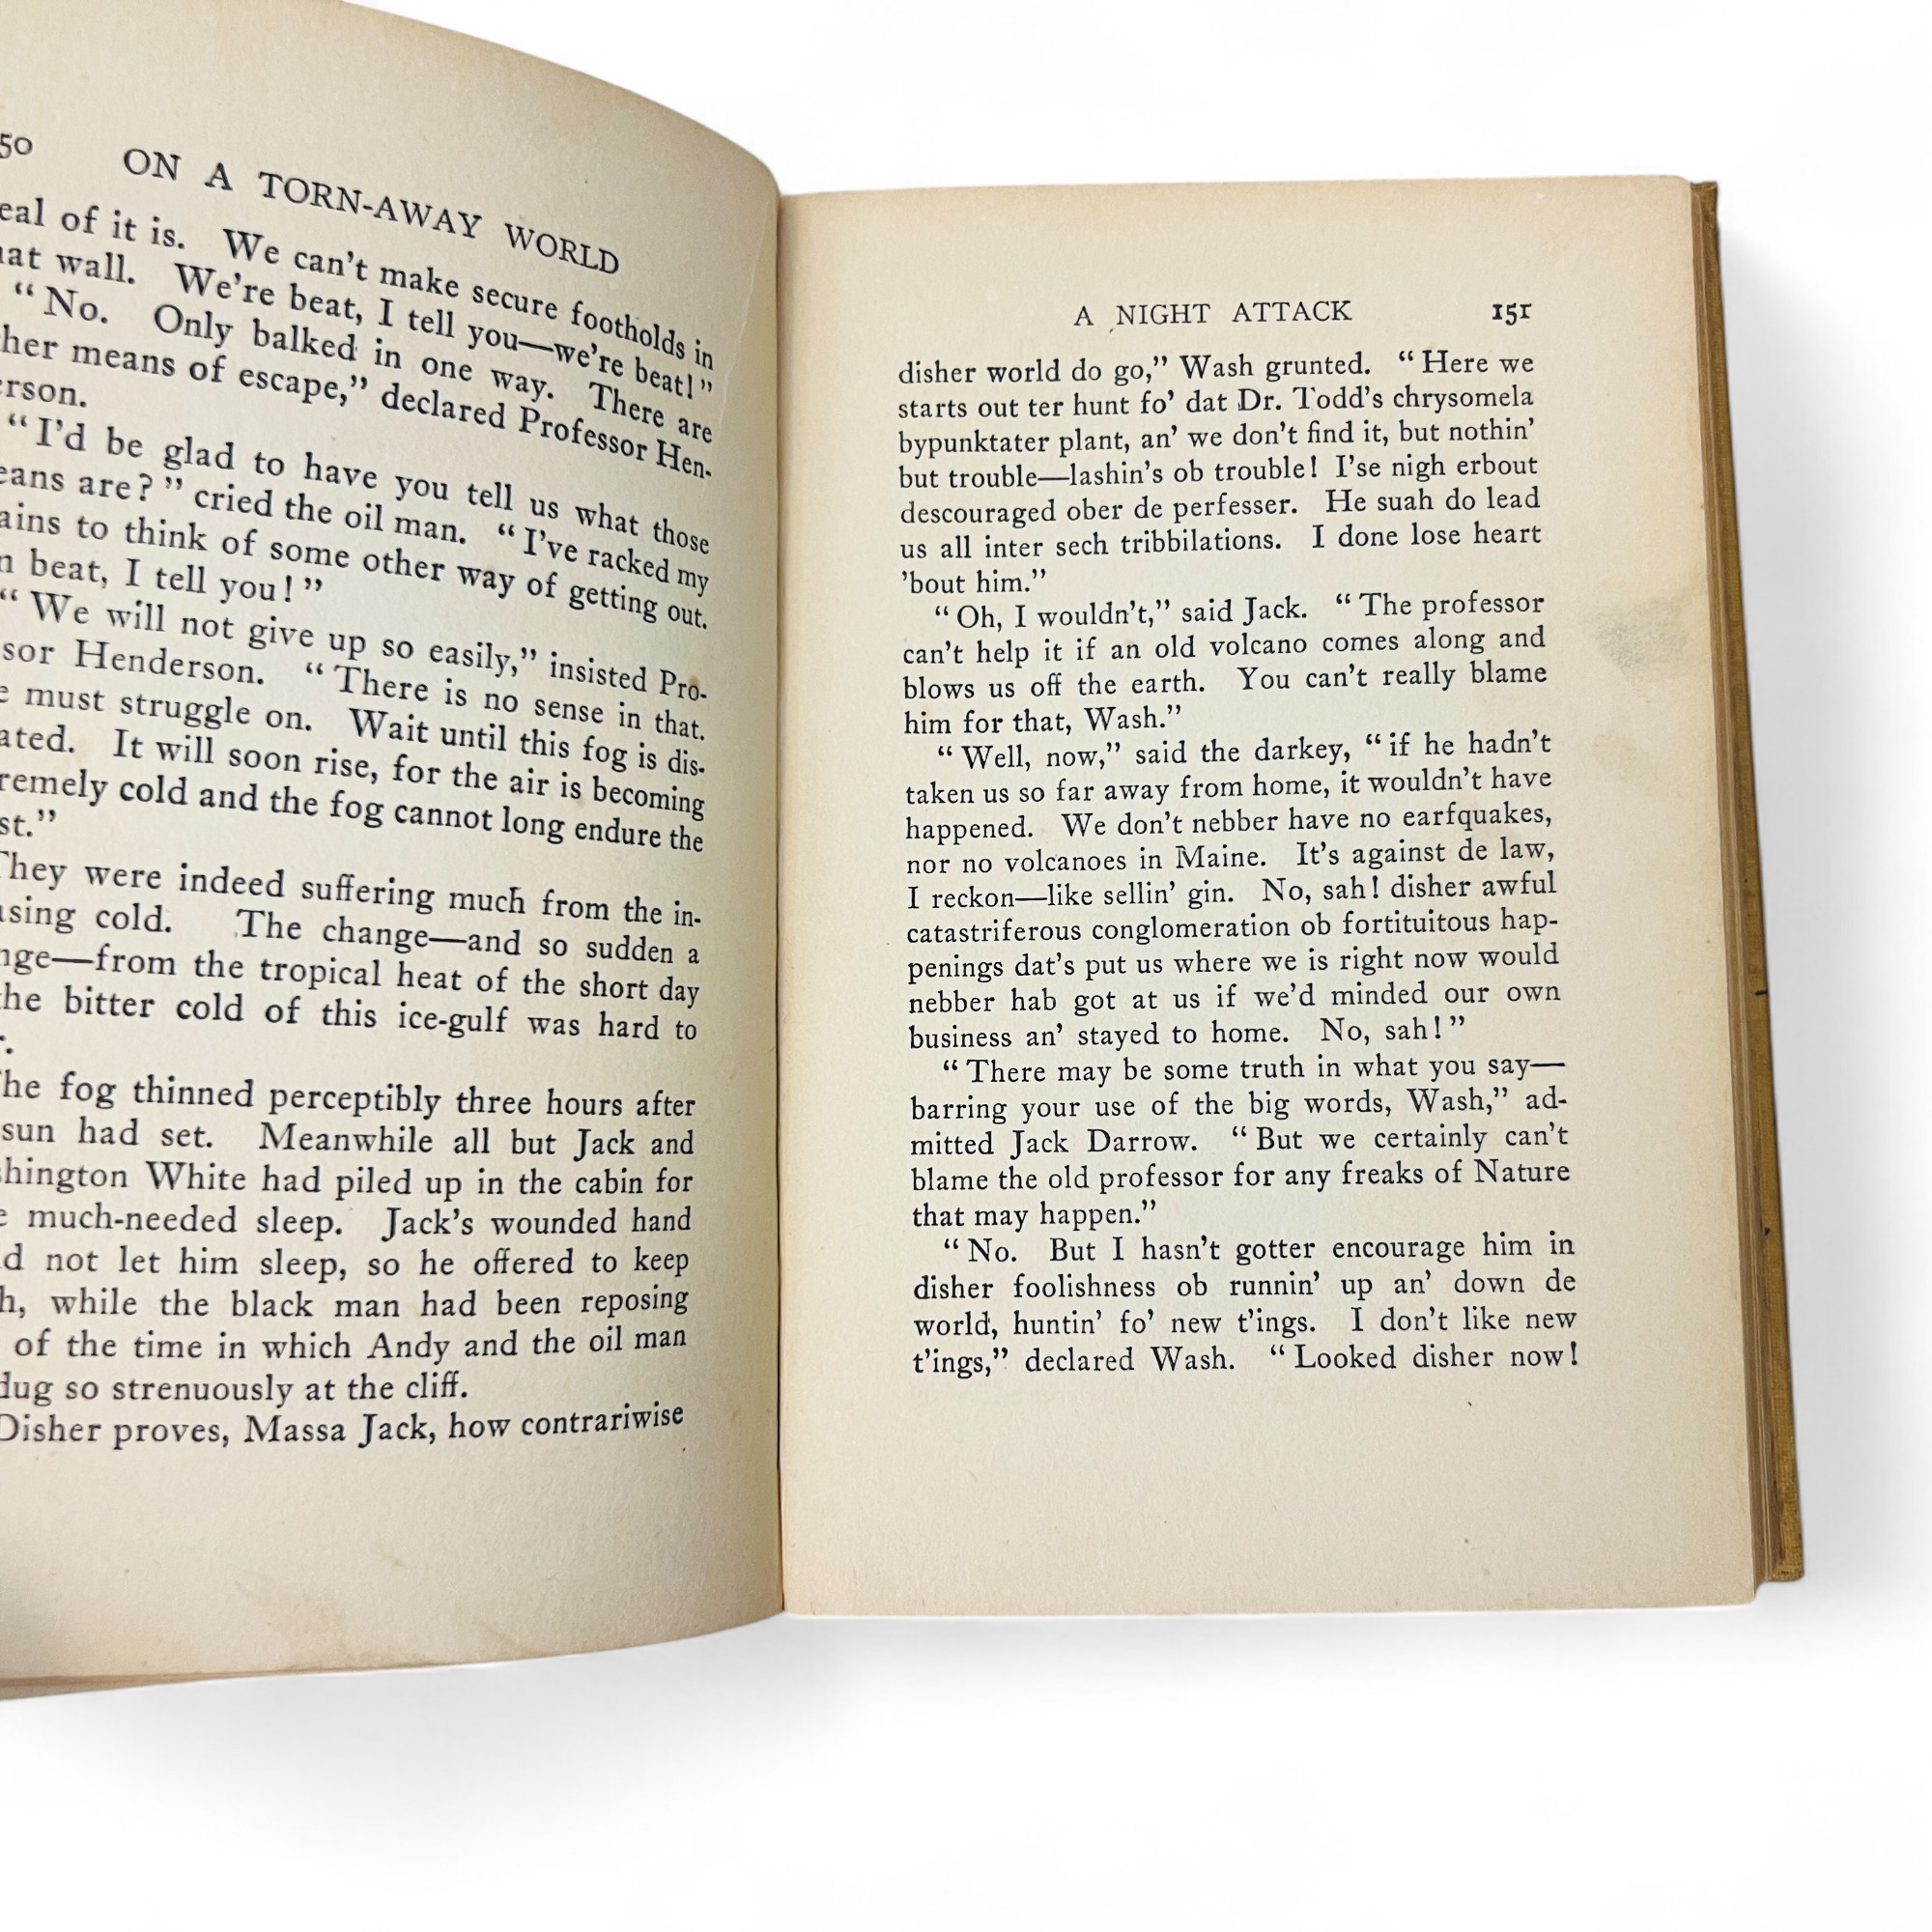 50 ON A TORN-AWAY WORLD
of it is. We can't make secure footholds in
wall. We're beat, I tell you—we're beat!”
“No. Only balked in one way. There are
means of escape,” declared Professor Hen-
“I'd be glad to have you tell us what those
are?” cried the oil man. “I've racked my
to think of some other way of getting out.
beat, I tell you!”
“We will not give up so easily,” insisted Pro-
Henderson. “There is no sense in that.
must struggle on. Wait until this fog is dis-
It will soon rise, for the air is becoming
cold and the fog cannot long endure the
They were indeed suffering much from the in-
cold. The change—and so sudden a
—from the tropical heat of the short day
the bitter cold of this ice-gulf was hard to
The fog thinned perceptibly three hours after
sun had set. Meanwhile all but Jack and
White had piled up in the cabin for
much-needed sleep. Jack's wounded hand
not let him sleep, so he offered to keep
while the black man had been reposing
of the time in which Andy and the oil man
dug so strenuously at the cliff.
Disher proves, Massa Jack, how contrariwise
A NIGHT ATTACK 151
disher world do go,” Wash grunted. “Here we
starts out ter hunt fo' dat Dr. Todd's chrysomela
bypunktater plant, an' we don't find it, but nothin'
but trouble—lashin's ob trouble! I'se nigh erbout
descouraged ober de perfesser. He suah do lead
us all inter sech tribbilations. I done lose heart
'bout him.”
“Oh, I wouldn't,” said Jack. “The professor
can't help it if an old volcano comes along and
blows us off the earth. You can't really blame
him for that, Wash.”
“Well, now,” said the darkey, “if he hadn't
taken us so far away from home, it wouldn't have
happened. We don't nebber have no earfquakes,
nor no volcanoes in Maine. It's against de law,
I reckon—like sellin' gin. No, sah! disher awful
catastriferous conglomeration ob fortituitous hap-
penings dat's put us where we is right now would
nebber hab got at us if we'd minded our own
business an' stayed to home. No, sah!”
“There may be some truth in what you say—
barring your use of the big words, Wash,” ad-
mitted Jack Darrow. “But we certainly can't
blame the old professor for any freaks of Nature
that may happen.”
“No. But I hasn't gotter encourage him in
disher foolishness ob runnin' up an' down de
world, huntin' fo' new t'ings. I don't like new
t'ings,” declared Wash. “Looked disher now!